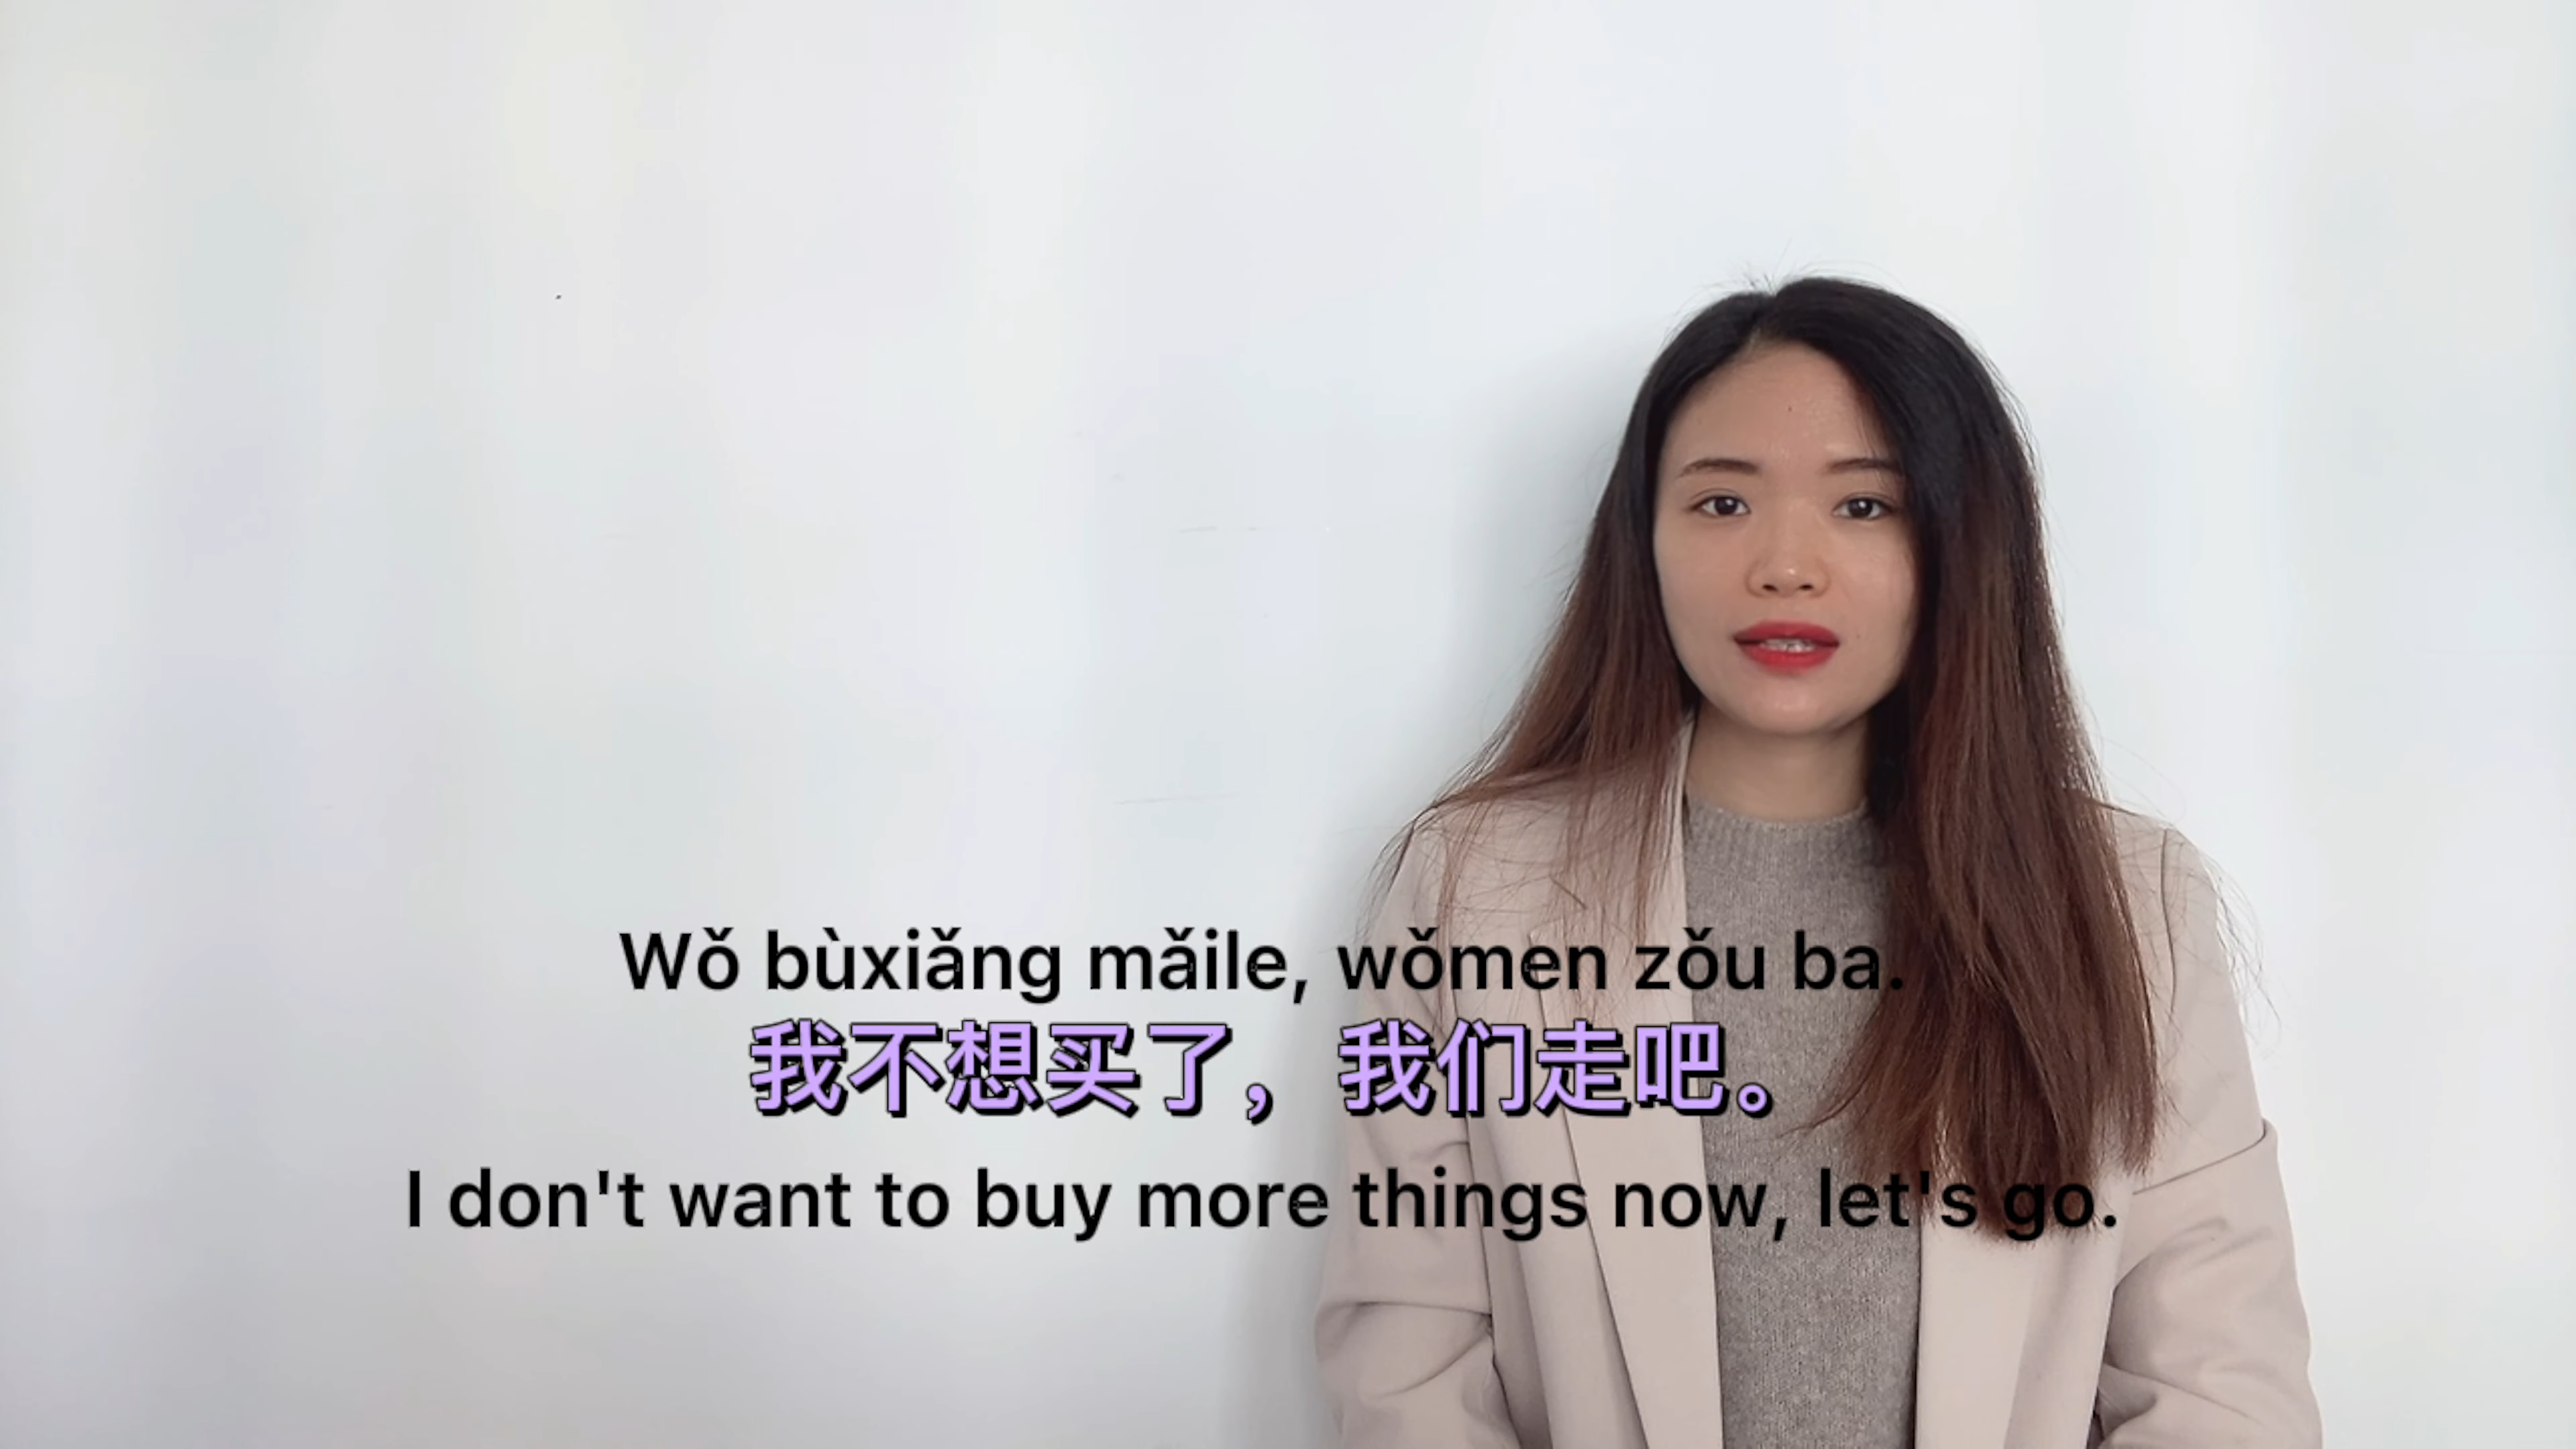 Wǒ bùxiǎng mǎile, wǒmen zǒu ba.
我不想买了，我们走吧。
I don't want to buy more things now, let's go.